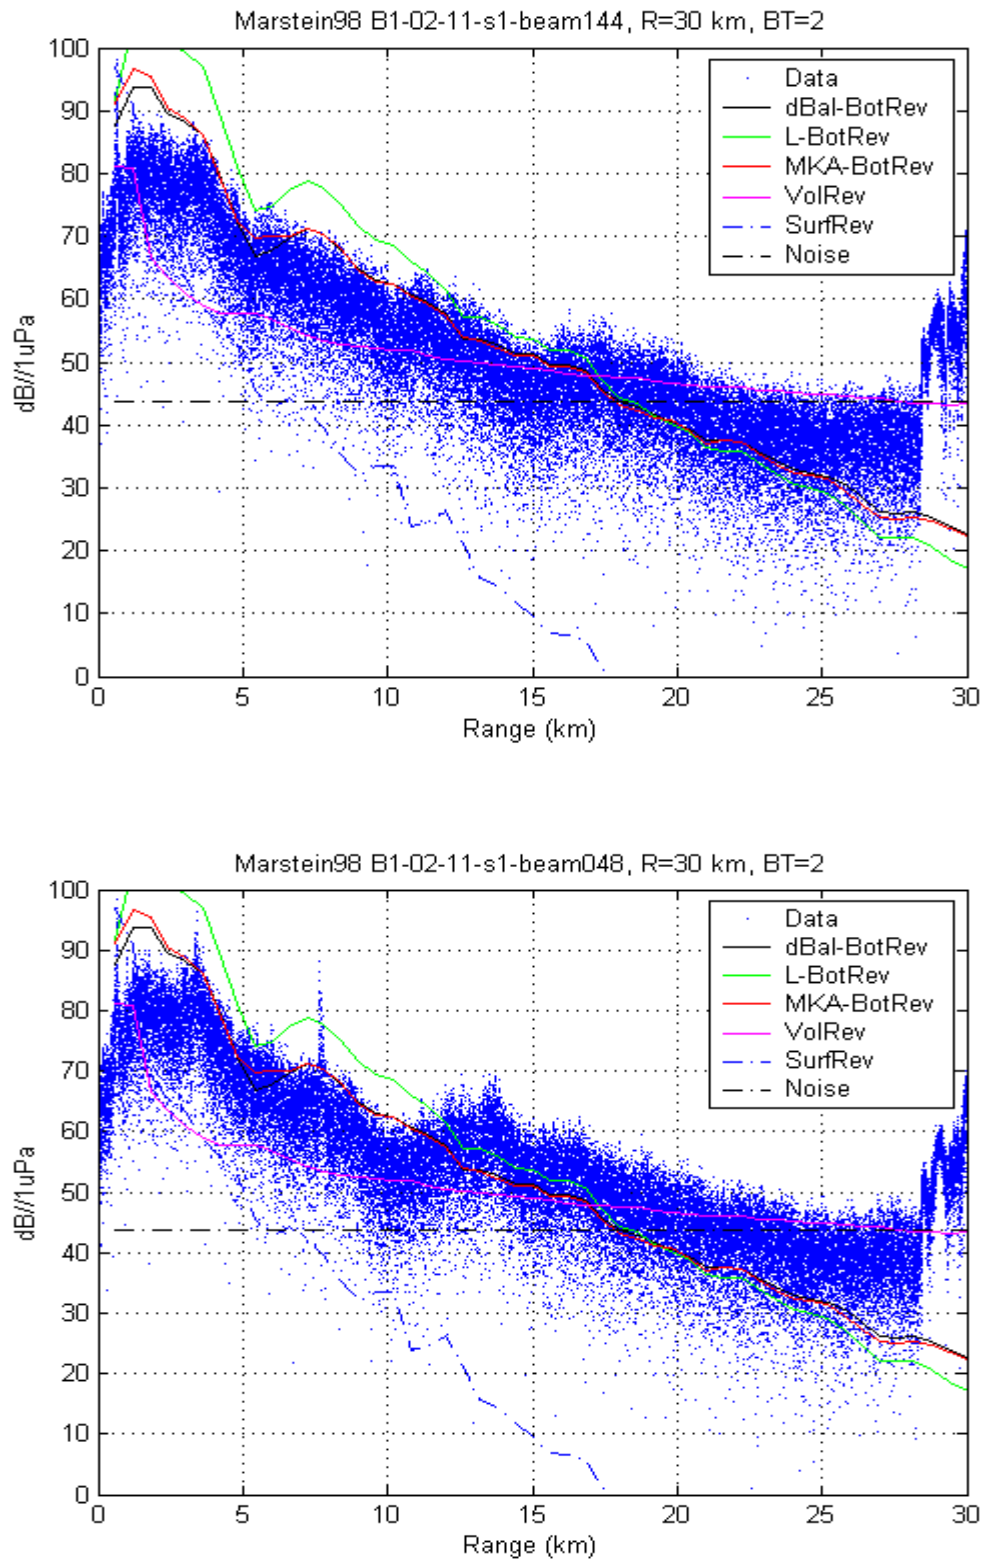 Marstein98 B1-02-11-s1-beam144, R=30 km, BT=2
100
90
80
70
60
50
40
30
20
10
0
dB//1uPa
Data
dBal-BotRev
L-BotRev
MKA-BotRev
VolRev
SurfRev
Noise
0 5 10 15 20 25 30
Range (km)
Marstein98 B1-02-11-s1-beam048, R=30 km, BT=2
100
90
80
70
60
50
40
30
20
10
0
dB//1uPa
Data
dBal-BotRev
L-BotRev
MKA-BotRev
VolRev
SurfRev
Noise
0 5 10 15 20 25 30
Range (km)